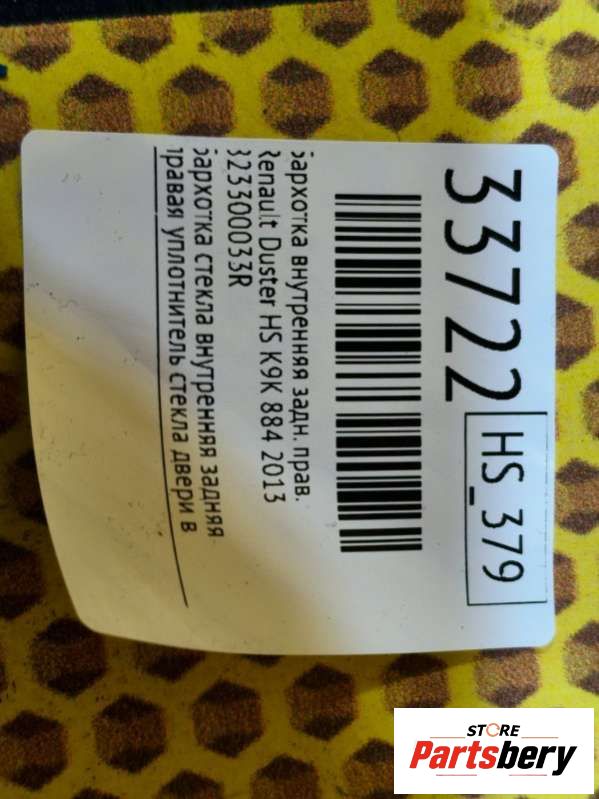 33722 HS_379
Бархотка внутренняя задн. прав.
Renault Duster HS K9K 884 2013
823300033R
Бархотка стекла внутренняя задняя
правая уплотнитель стекла двери в
STORE
Partsbery